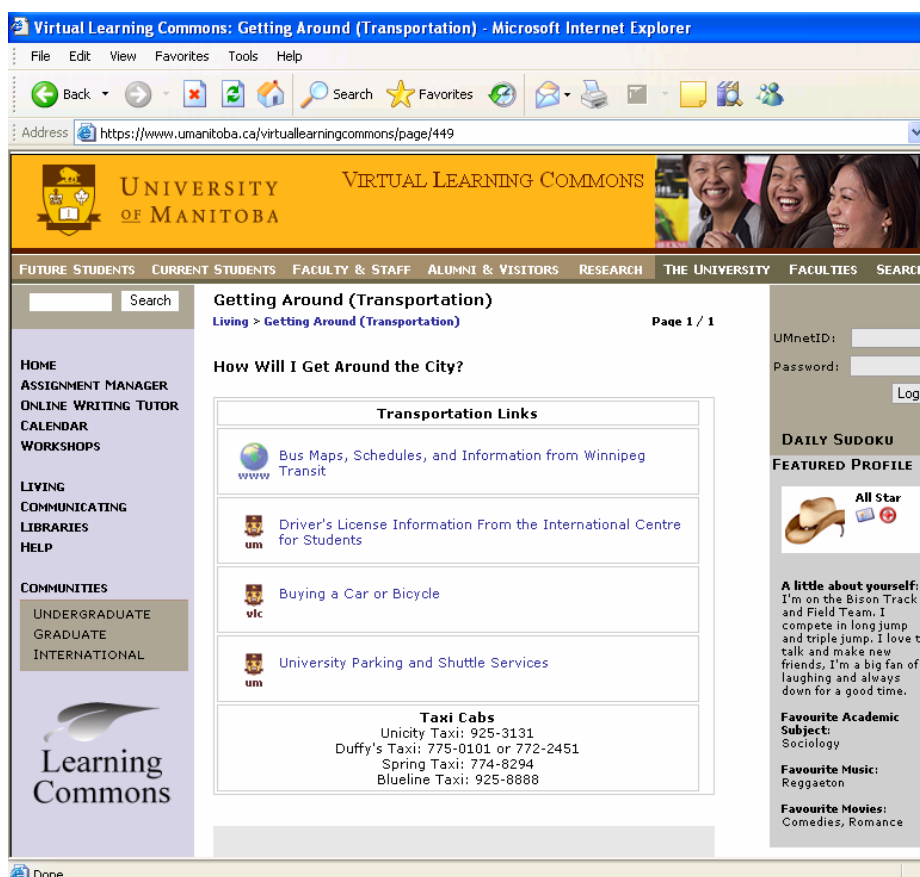 Virtual Learning Commons: Getting Around (Transportation) - Microsoft Internet Explorer
File Edit View Favorites Tools Help
Back Search Favorites
Address https://www.umanitoba.ca/virtuallearningcommons/page/449
UNIVERSITY
OF MANITOBA
VIRTUAL LEARNING COMMONS
FUTURE STUDENTS CURRENT STUDENTS FACULTY & STAFF ALUMNI & VISITORS RESEARCH THE UNIVERSITY FACULTIES SEARC
Search
HOME
ASSIGNMENT MANAGER
ONLINE WRITING TUTOR
CALENDAR
WORKSHOPS
LIVING
COMMUNICATING
LIBRARIES
HELP
COMMUNITIES
UNDERGRADUATE
GRADUATE
INTERNATIONAL
Learning
Commons
Getting Around (Transportation)
Living > Getting Around (Transportation) Page 1 / 1
How Will I Get Around the City?
Transportation Links
www
Bus Maps, Schedules, and Information from Winnipeg
Transit
um
Driver's License Information From the International Centre
for Students
vlc
Buying a Car or Bicycle
um
University Parking and Shuttle Services
Taxi Cabs
Unicity Taxi: 925-3131
Duffy's Taxi: 775-0101 or 772-2451
Spring Taxi: 774-8294
Blueline Taxi: 925-8888
UMnetID:
Password:
Log
DAILY SUDOKU
FEATURED PROFILE
All Star
A little about yourself:
I'm on the Bison Track
and Field Team. I
compete in long jump
and triple jump. I love t
talk and make new
friends, I'm a big fan of
laughing and always
down for a good time.
Favourite Academic
Subject:
Sociology
Favourite Music:
Reggaeton
Favourite Movies:
Comedies, Romance
Done